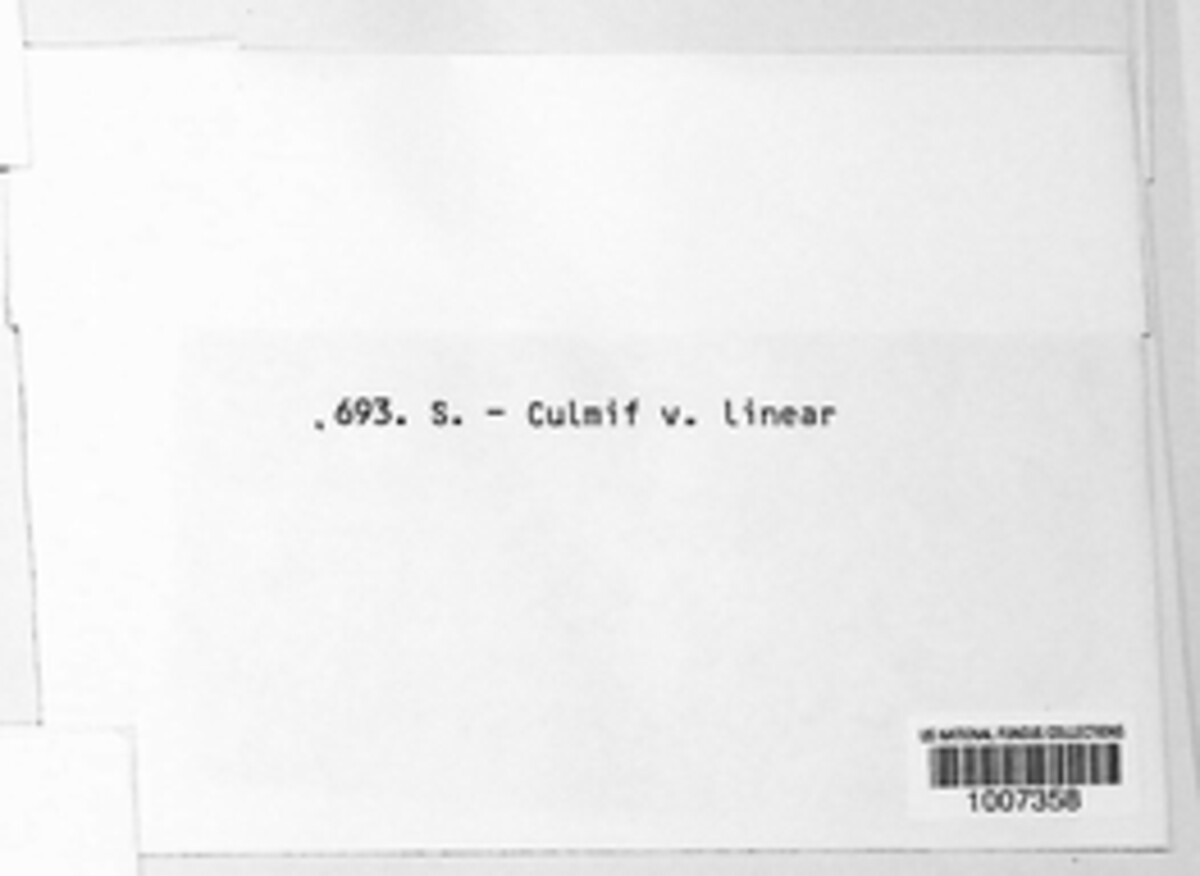 .693. S. - Culmif v. linear
US NATIONAL FUNGUS COLLECTIONS
1007358